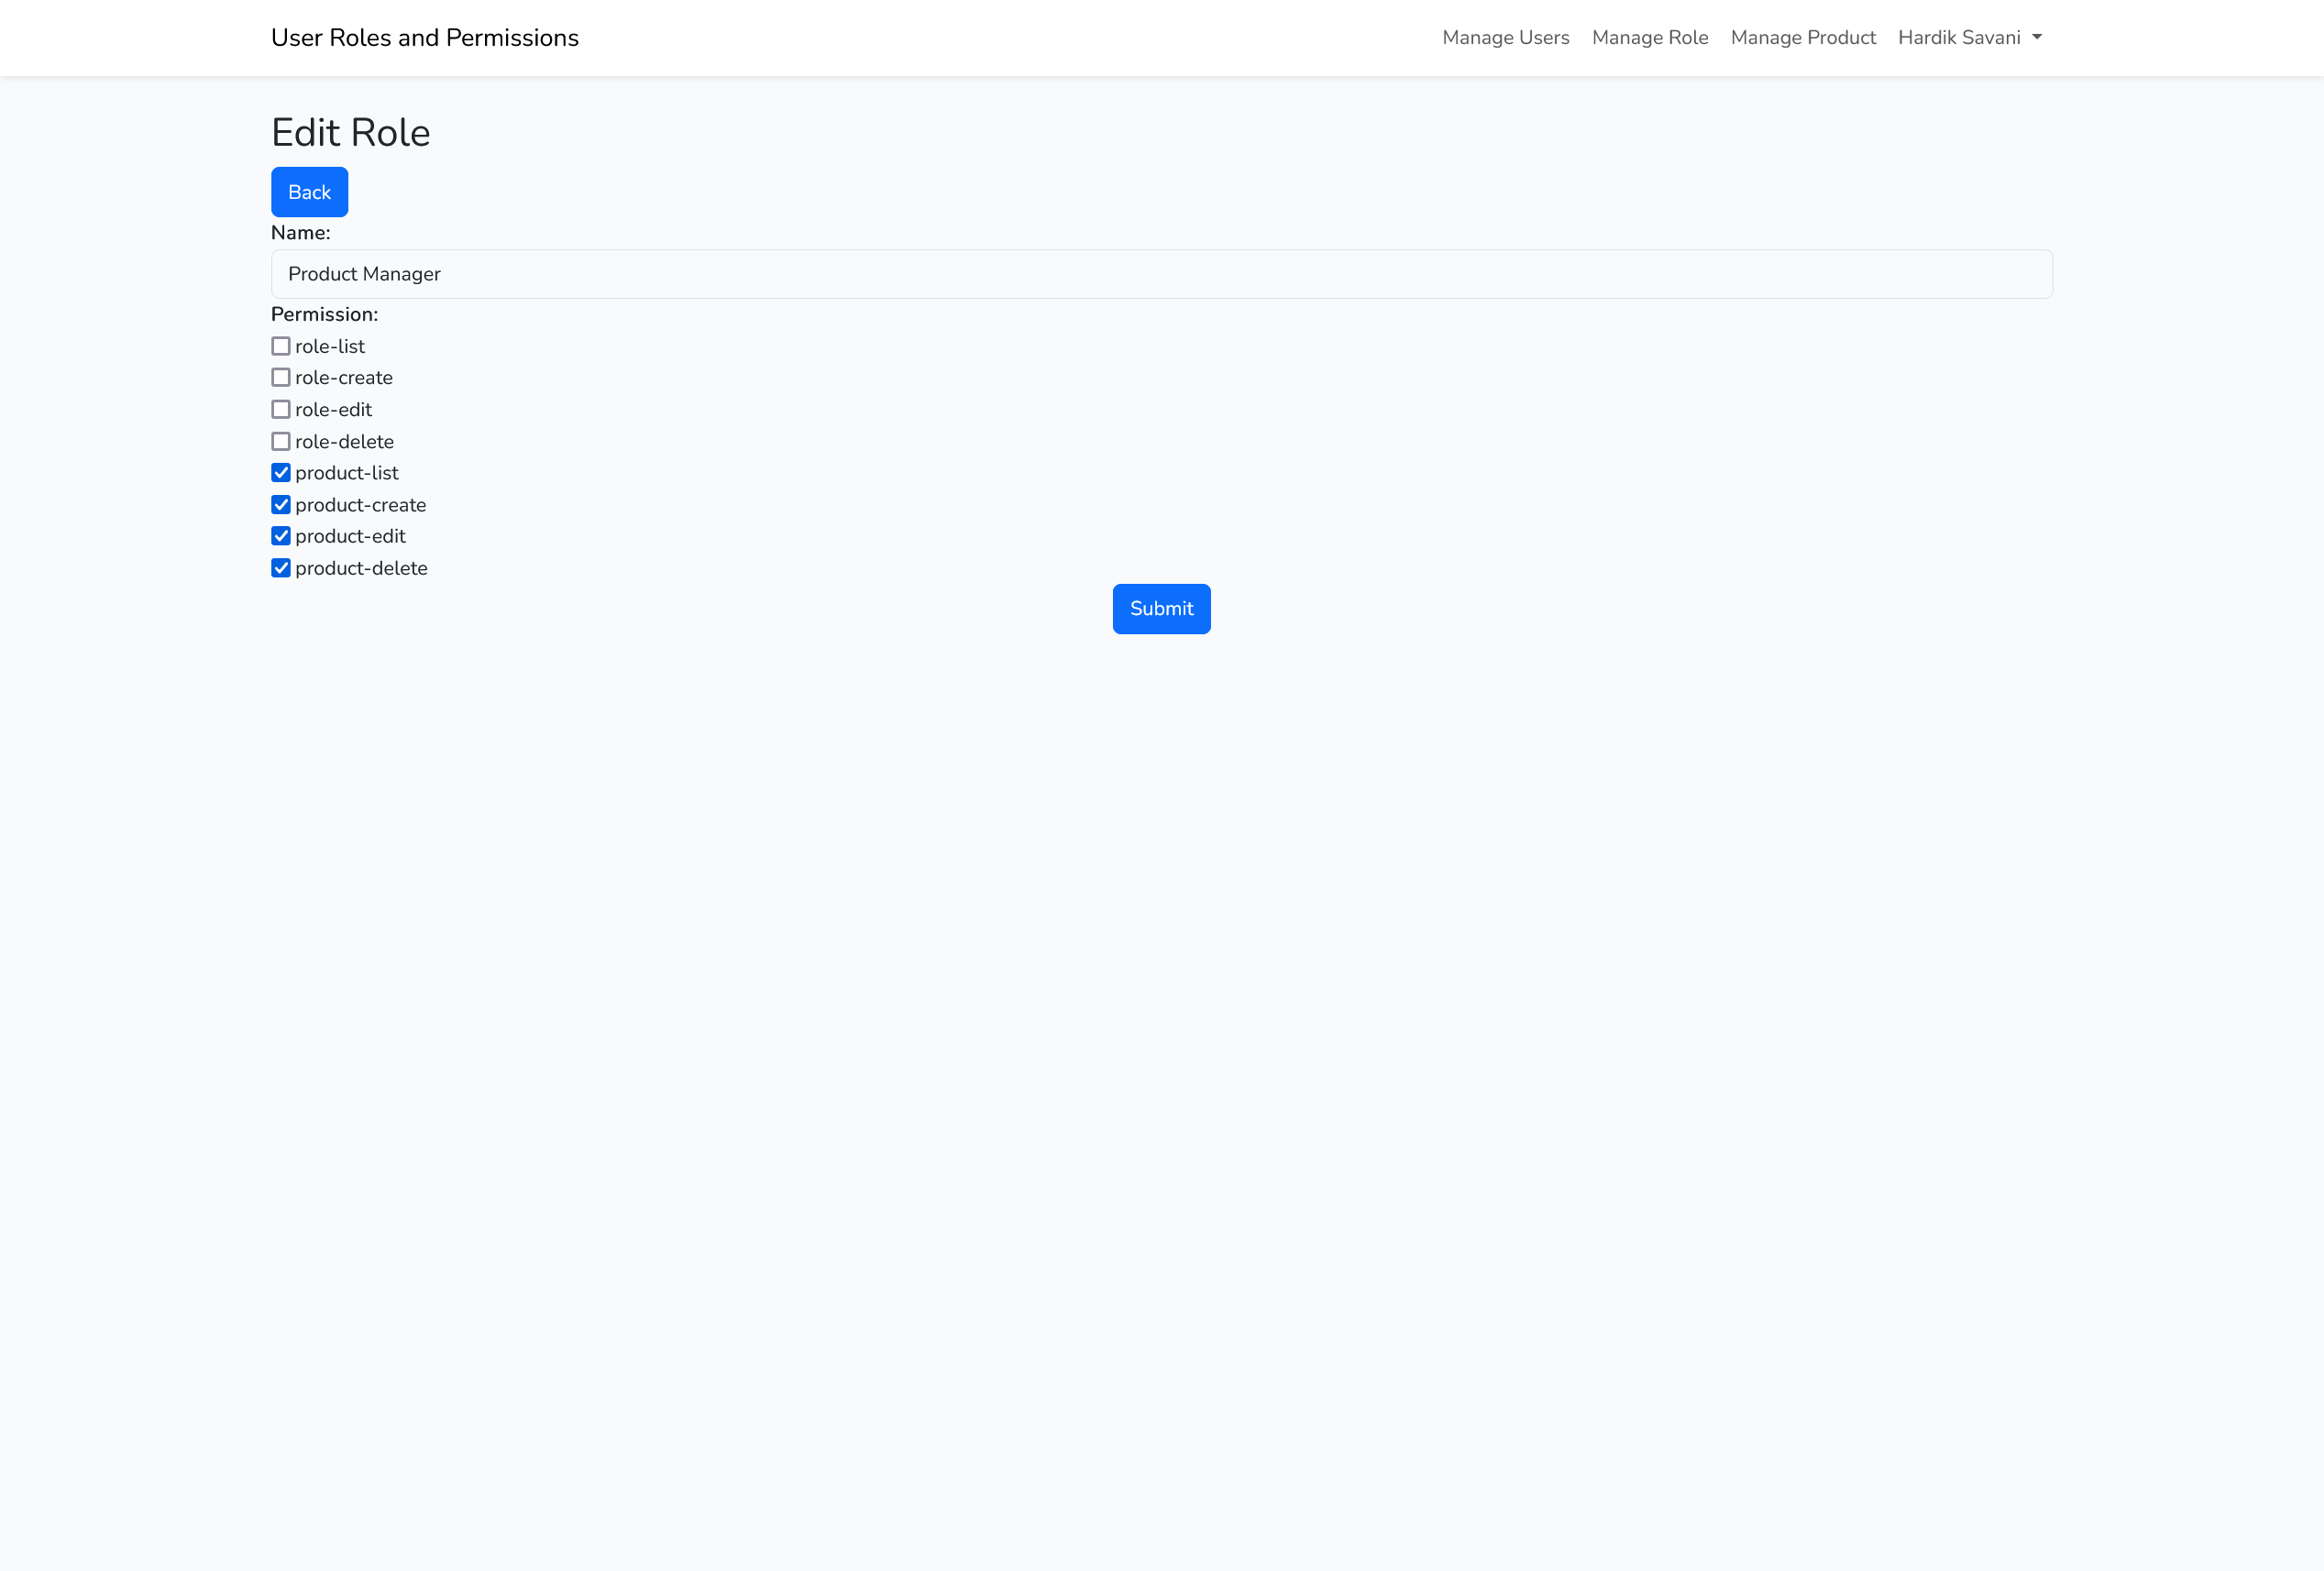 User Roles and Permissions
Manage Users Manage Role Manage Product Hardik Savani
Edit Role
Back
Name:
Product Manager
Permission:
role-list
role-create
role-edit
role-delete
product-list
product-create
product-edit
product-delete
Submit